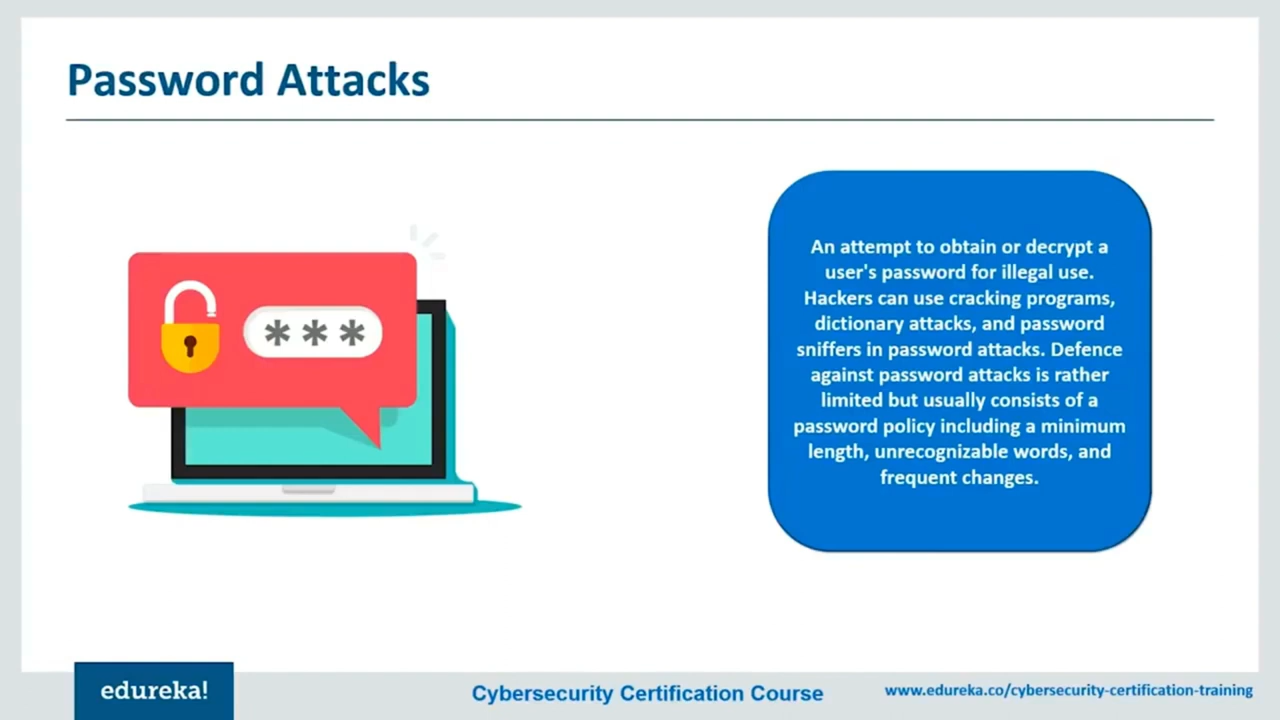 Password Attacks
***
An attempt to obtain or decrypt a
user's password for illegal use.
Hackers can use cracking programs,
dictionary attacks, and password
sniffers in password attacks. Defence
against password attacks is rather
limited but usually consists of a
password policy including a minimum
length, unrecognizable words, and
frequent changes.
edureka!
Cybersecurity Certification Course
www.edureka.co/cybersecurity-certification-training